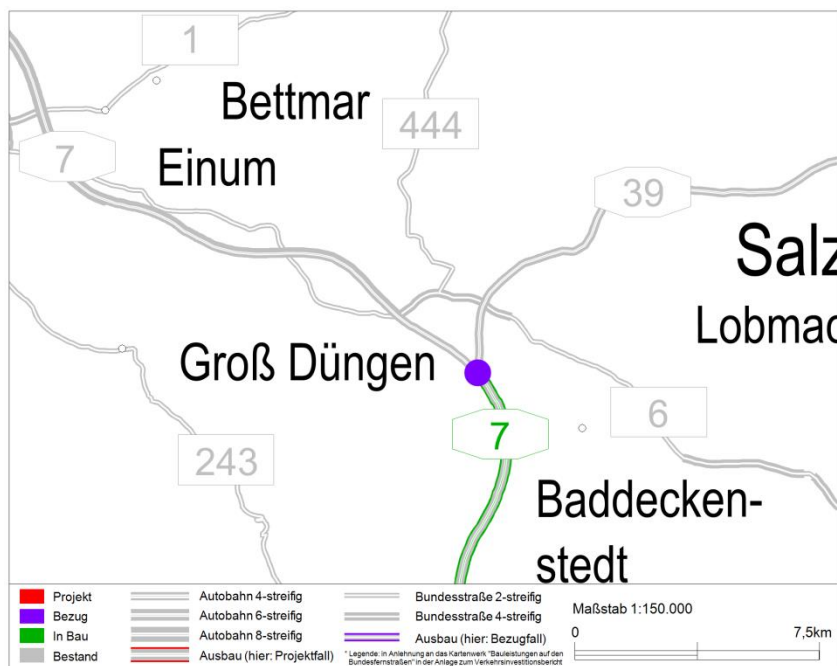 1
Bettmar
444
7
Einum
39
Salz
Lobmac
Groß Düngen
7
6
243
Baddecken-
stedt
Projekt
Bezug
In Bau
Bestand
Autobahn 4-streifig
Autobahn 6-streifig
Autobahn 8-streifig
Ausbau (hier: Projektfall)
Bundesstraße 2-streifig
Bundesstraße 4-streifig
Ausbau (hier: Bezugfall)
* Legende: in Anlehnung an das Kartenwerk "Bauleistungen auf den
Bundesfernstraßen" in der Anlage zum Verkehrsinvestitionsbericht
Maßstab 1:150.000
0
7,5km